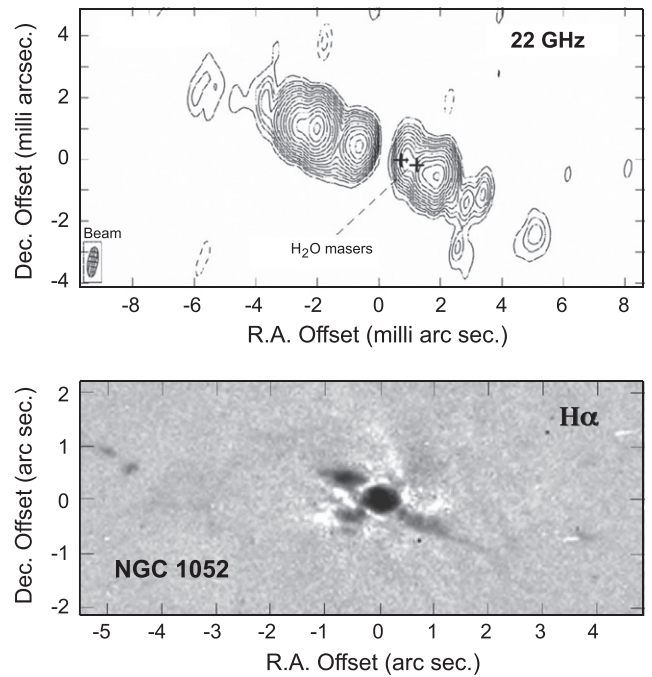 4
2
0
-2
-4
22 GHz
Beam
H2O masers
Dec. Offset (milli arcsec.)
-8 -6 -4 -2 0 2 4 6 8
R.A. Offset (milli arc sec.)
2
1
0
-1
-2
Hα
NGC 1052
Dec. Offset (arc sec.)
-5 -4 -3 -2 -1 0 1 2 3 4
R.A. Offset (arc sec.)